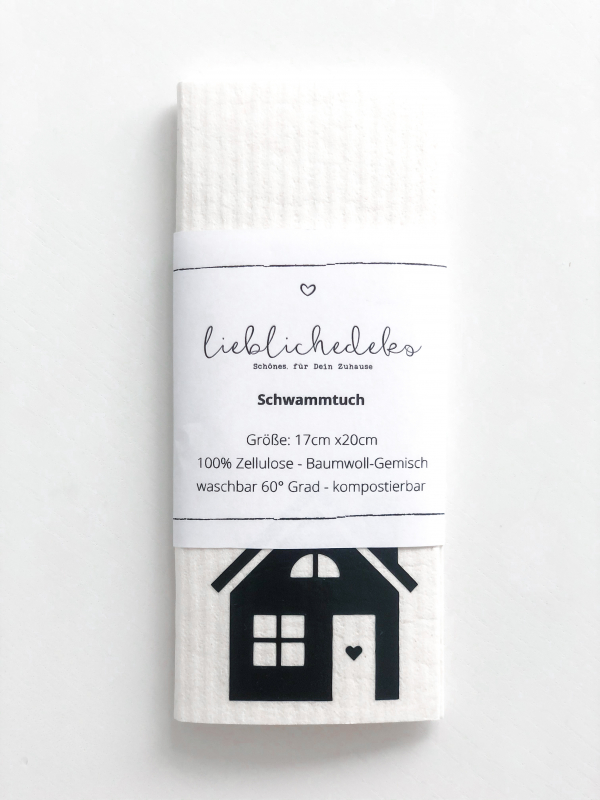 lieblichedeko
Schönes, für Dein Zuhause
Schwammtuch
Größe: 17cm x20cm
100% Zellulose - Baumwoll-Gemisch
waschbar 60° Grad - kompostierbar